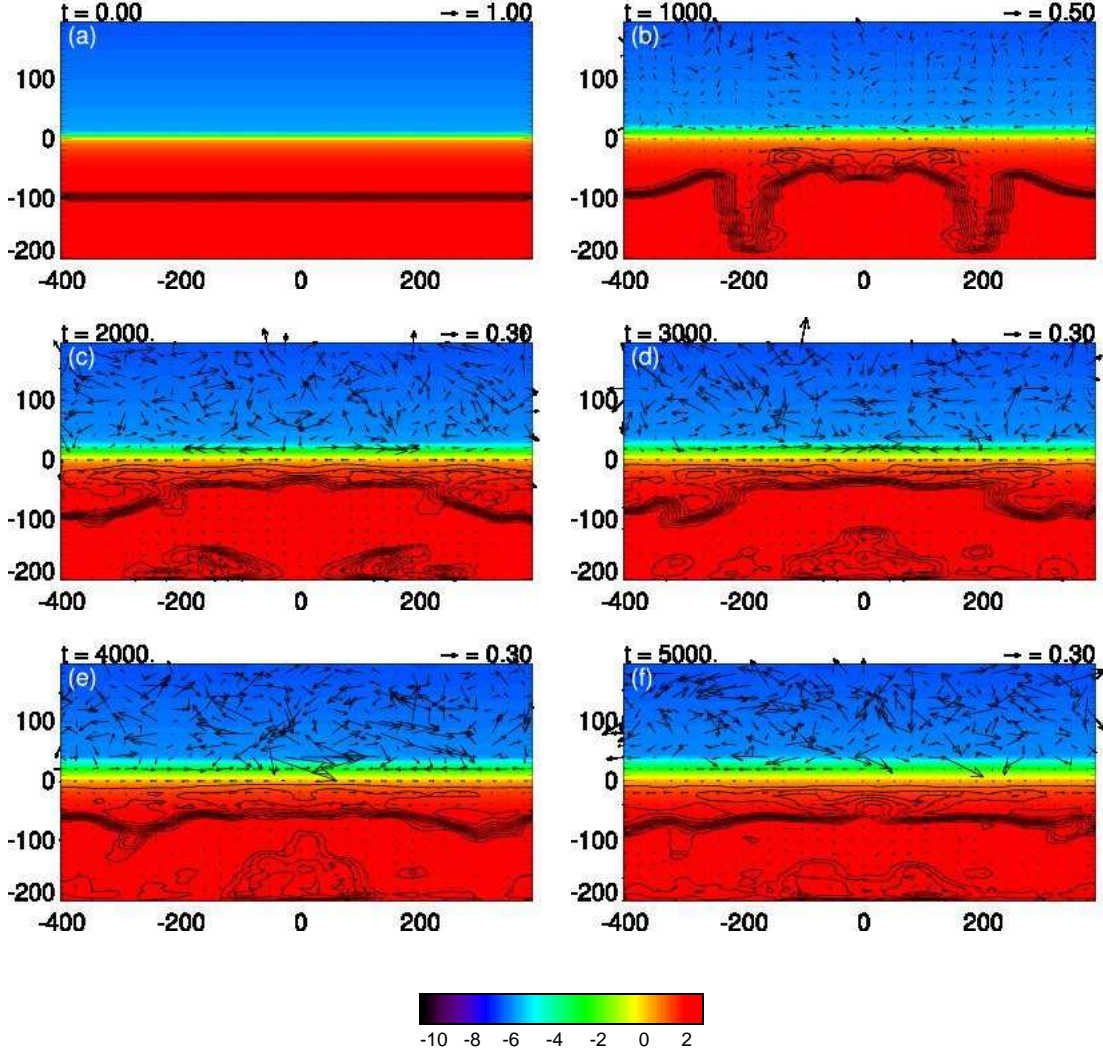 t = 0.00 → = 1.00
(a)
100
0
-100
-200
-400 -200 0 200
t = 1000. → = 0.50
(b)
100
0
-100
-200
-400 -200 0 200
t = 2000. → = 0.30
(c)
100
0
-100
-200
-400 -200 0 200
t = 3000. → = 0.30
(d)
100
0
-100
-200
-400 -200 0 200
t = 4000. → = 0.30
(e)
100
0
-100
-200
-400 -200 0 200
t = 5000. → = 0.30
(f)
100
0
-100
-200
-400 -200 0 200
-10 -8 -6 -4 -2 0 2